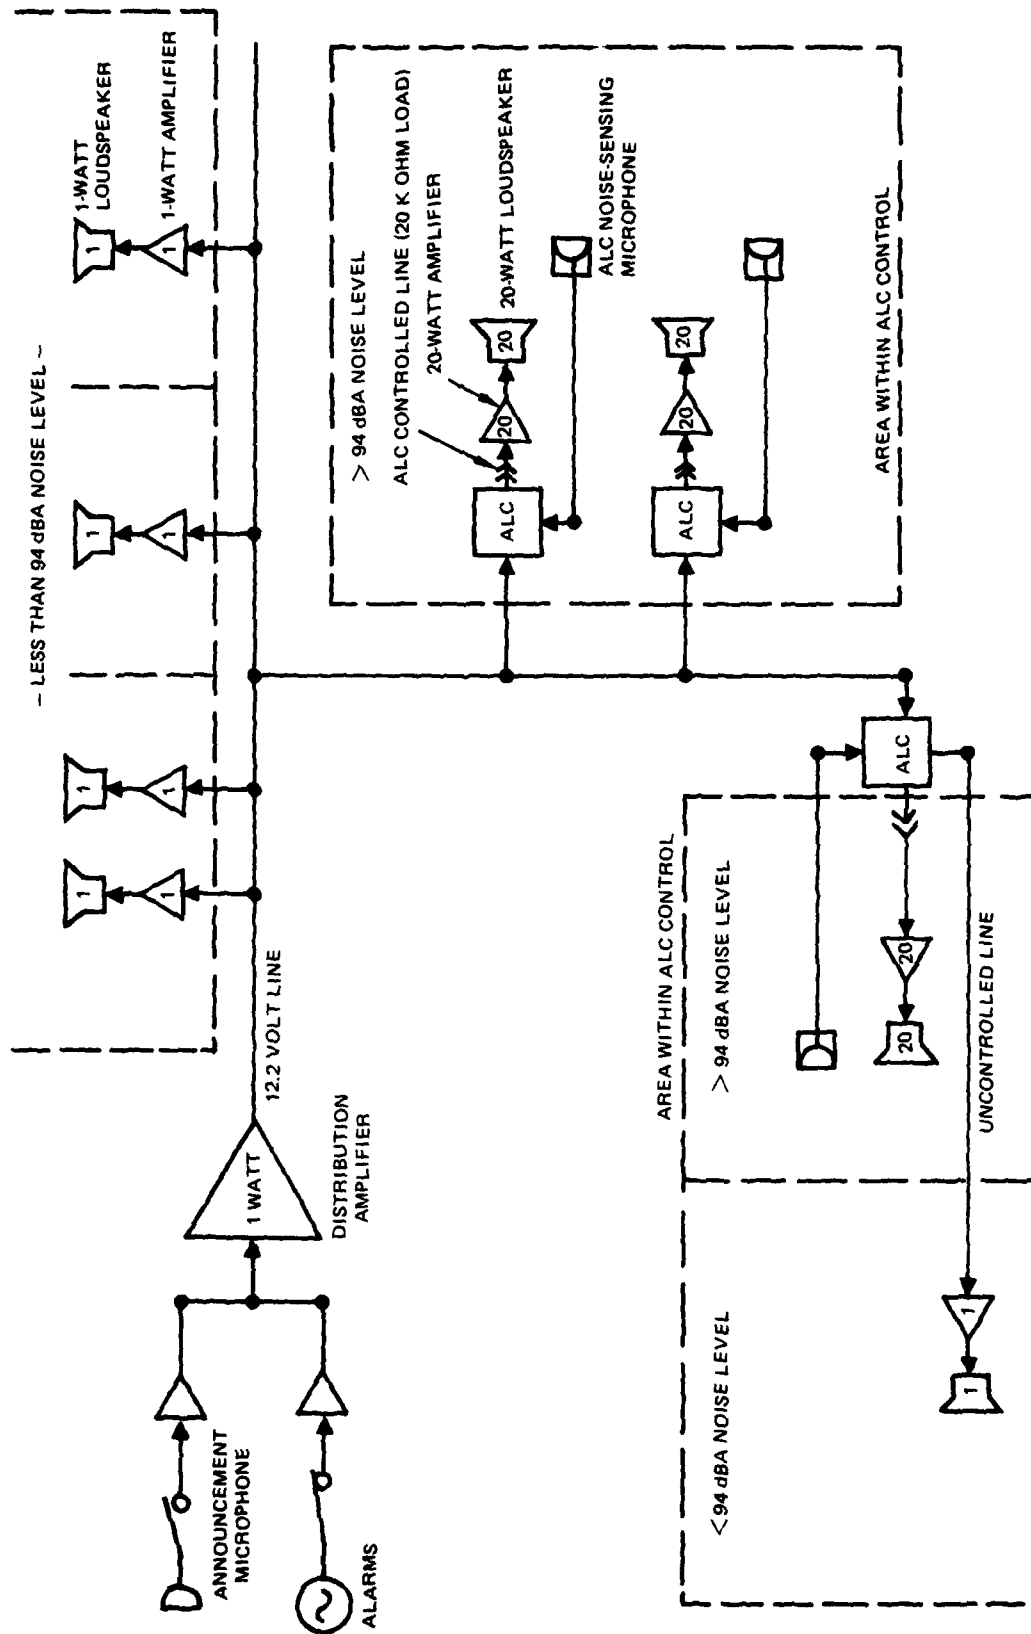 ANNOUNCEMENT
MICROPHONE
ALARMS
1 WATT
DISTRIBUTION
AMPLIFIER
12.2 VOLT LINE
– LESS THAN 94 dBA NOISE LEVEL –
1
1
1
1
1
1
1
1
1-WATT
LOUDSPEAKER
1-WATT AMPLIFIER
> 94 dBA NOISE LEVEL
ALC CONTROLLED LINE (20 K OHM LOAD)
20-WATT AMPLIFIER
20-WATT LOUDSPEAKER
ALC
20
20
ALC NOISE-SENSING
MICROPHONE
ALC
20
20
AREA WITHIN ALC CONTROL
AREA WITHIN ALC CONTROL
> 94 dBA NOISE LEVEL
ALC
20
20
UNCONTROLLED LINE
<94 dBA NOISE LEVEL
1
1